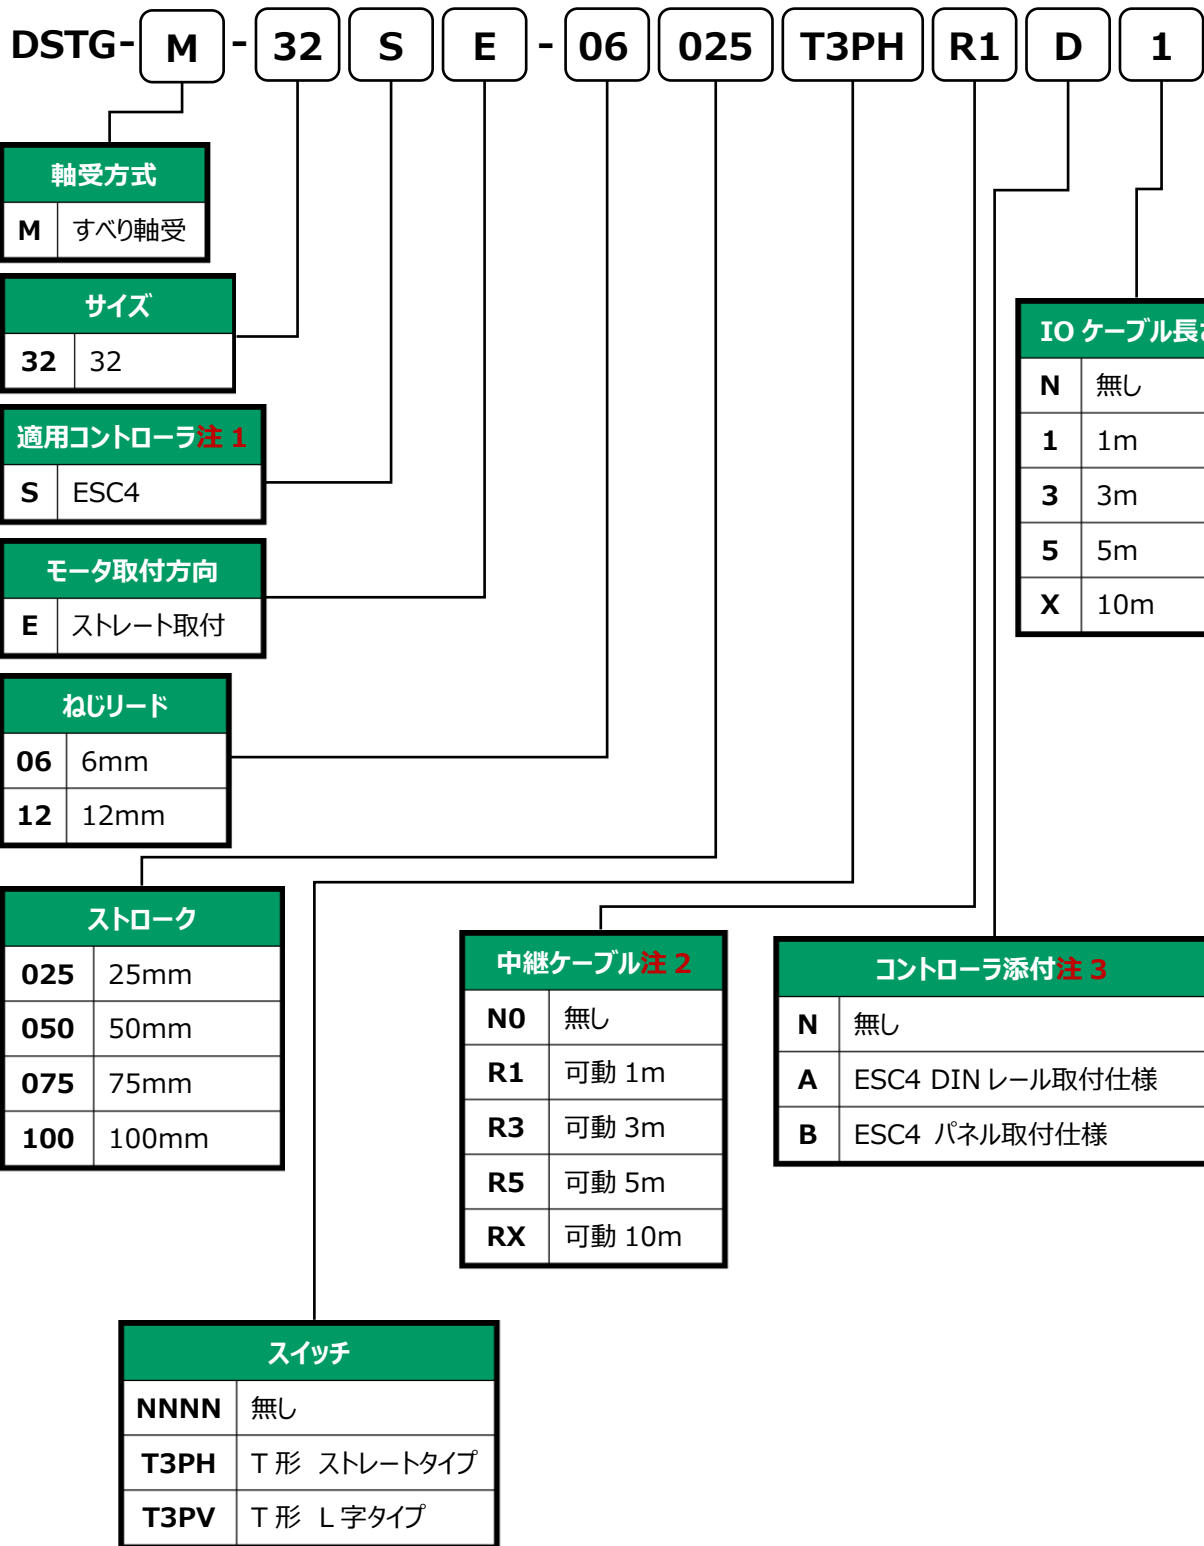 DSTG- M - 32 S E - 06 025 T3PH R1 D 1
軸受方式
M すべり軸受
サイズ
32 32
適用コントローラ注 1
S ESC4
モータ取付方向
E ストレート取付
ねじリード
06 6mm
12 12mm
ストローク
025 25mm
050 50mm
075 75mm
100 100mm
スイッチ
NNNN 無し
T3PH T 形 ストレートタイプ
T3PV T 形 L 字タイプ
中継ケーブル注 2
N0 無し
R1 可動 1m
R3 可動 3m
R5 可動 5m
RX 可動 10m
コントローラ添付注 3
N 無し
A ESC4 DIN レール取付仕様
B ESC4 パネル取付仕様
IO ケーブル長さ
N 無し
1 1m
3 3m
5 5m
X 10m